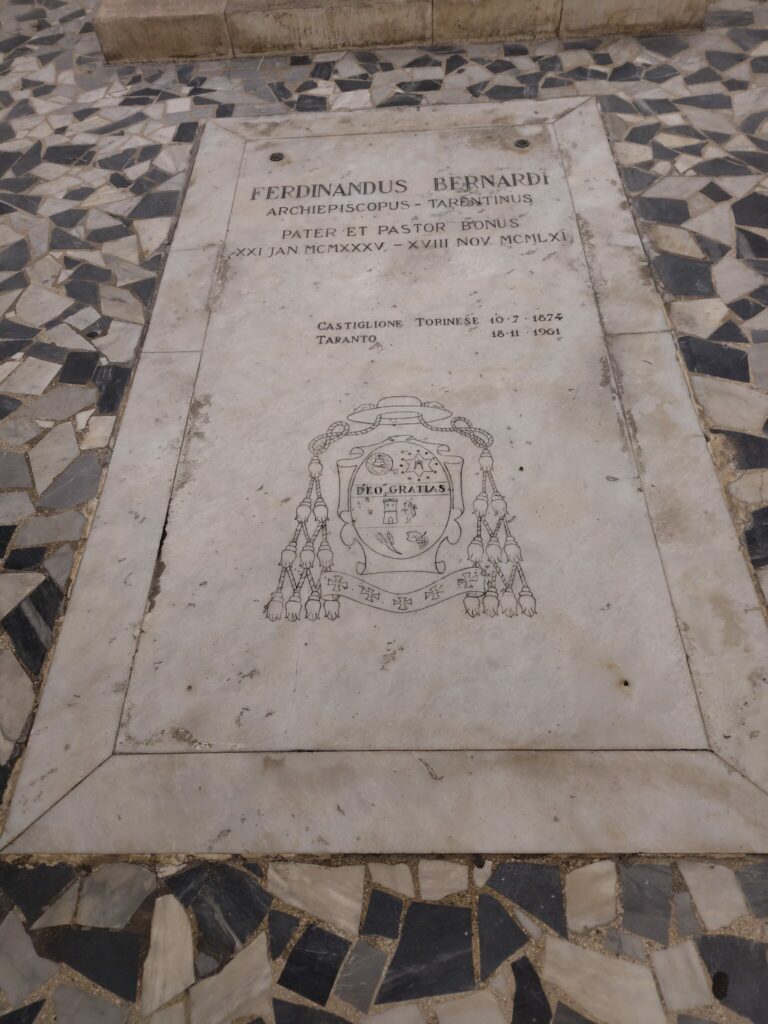 FERDINANDUS BERNARDI
ARCHIEPISCOPUS - TARENTINUS
PATER ET PASTOR BONUS
XXI JAN. MCMXXXV. - XVIII NOV. MCMLXI.
CASTIGLIONE TORINESE 10·7·1874
TARANTO 18·11·1961
DEO GRATIAS